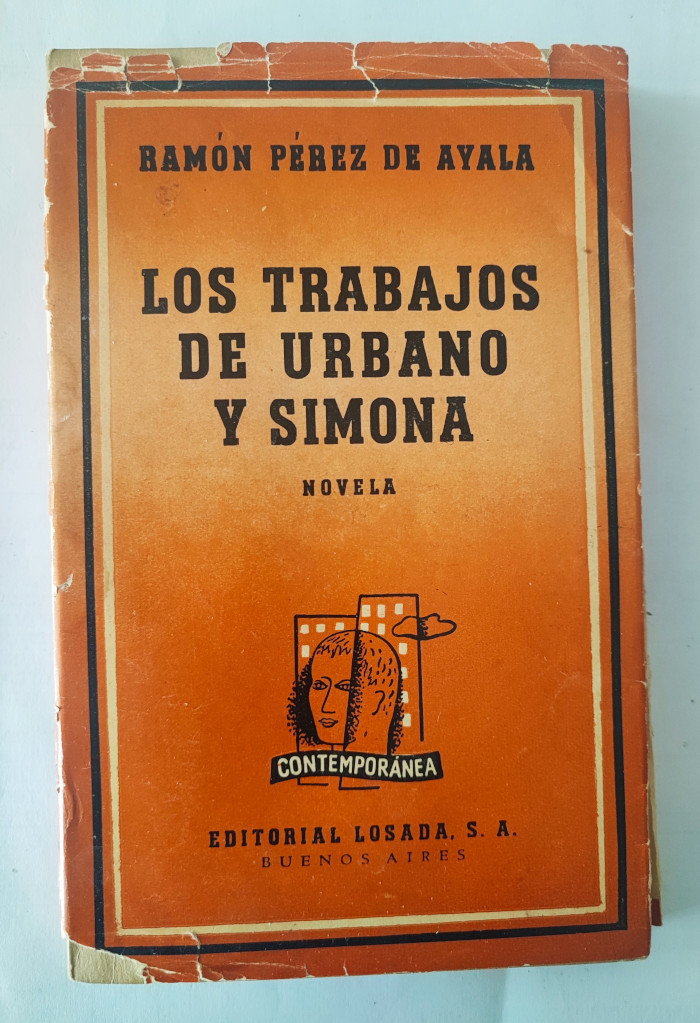 RAMÓN PÉREZ DE AYALA
LOS TRABAJOS
DE URBANO
Y SIMONA
NOVELA
CONTEMPORÁNEA
EDITORIAL LOSADA, S. A.
BUENOS AIRES